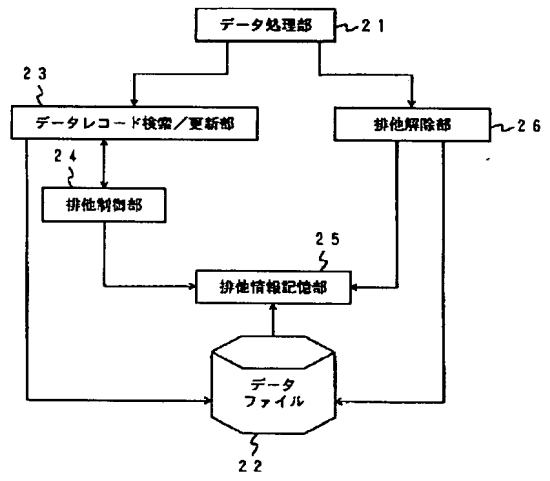 データ処理部
21
23
データレコード検索/更新部
排他解除部
26
24
排他制御部
25
排他情報記憶部
データ
ファイル
22